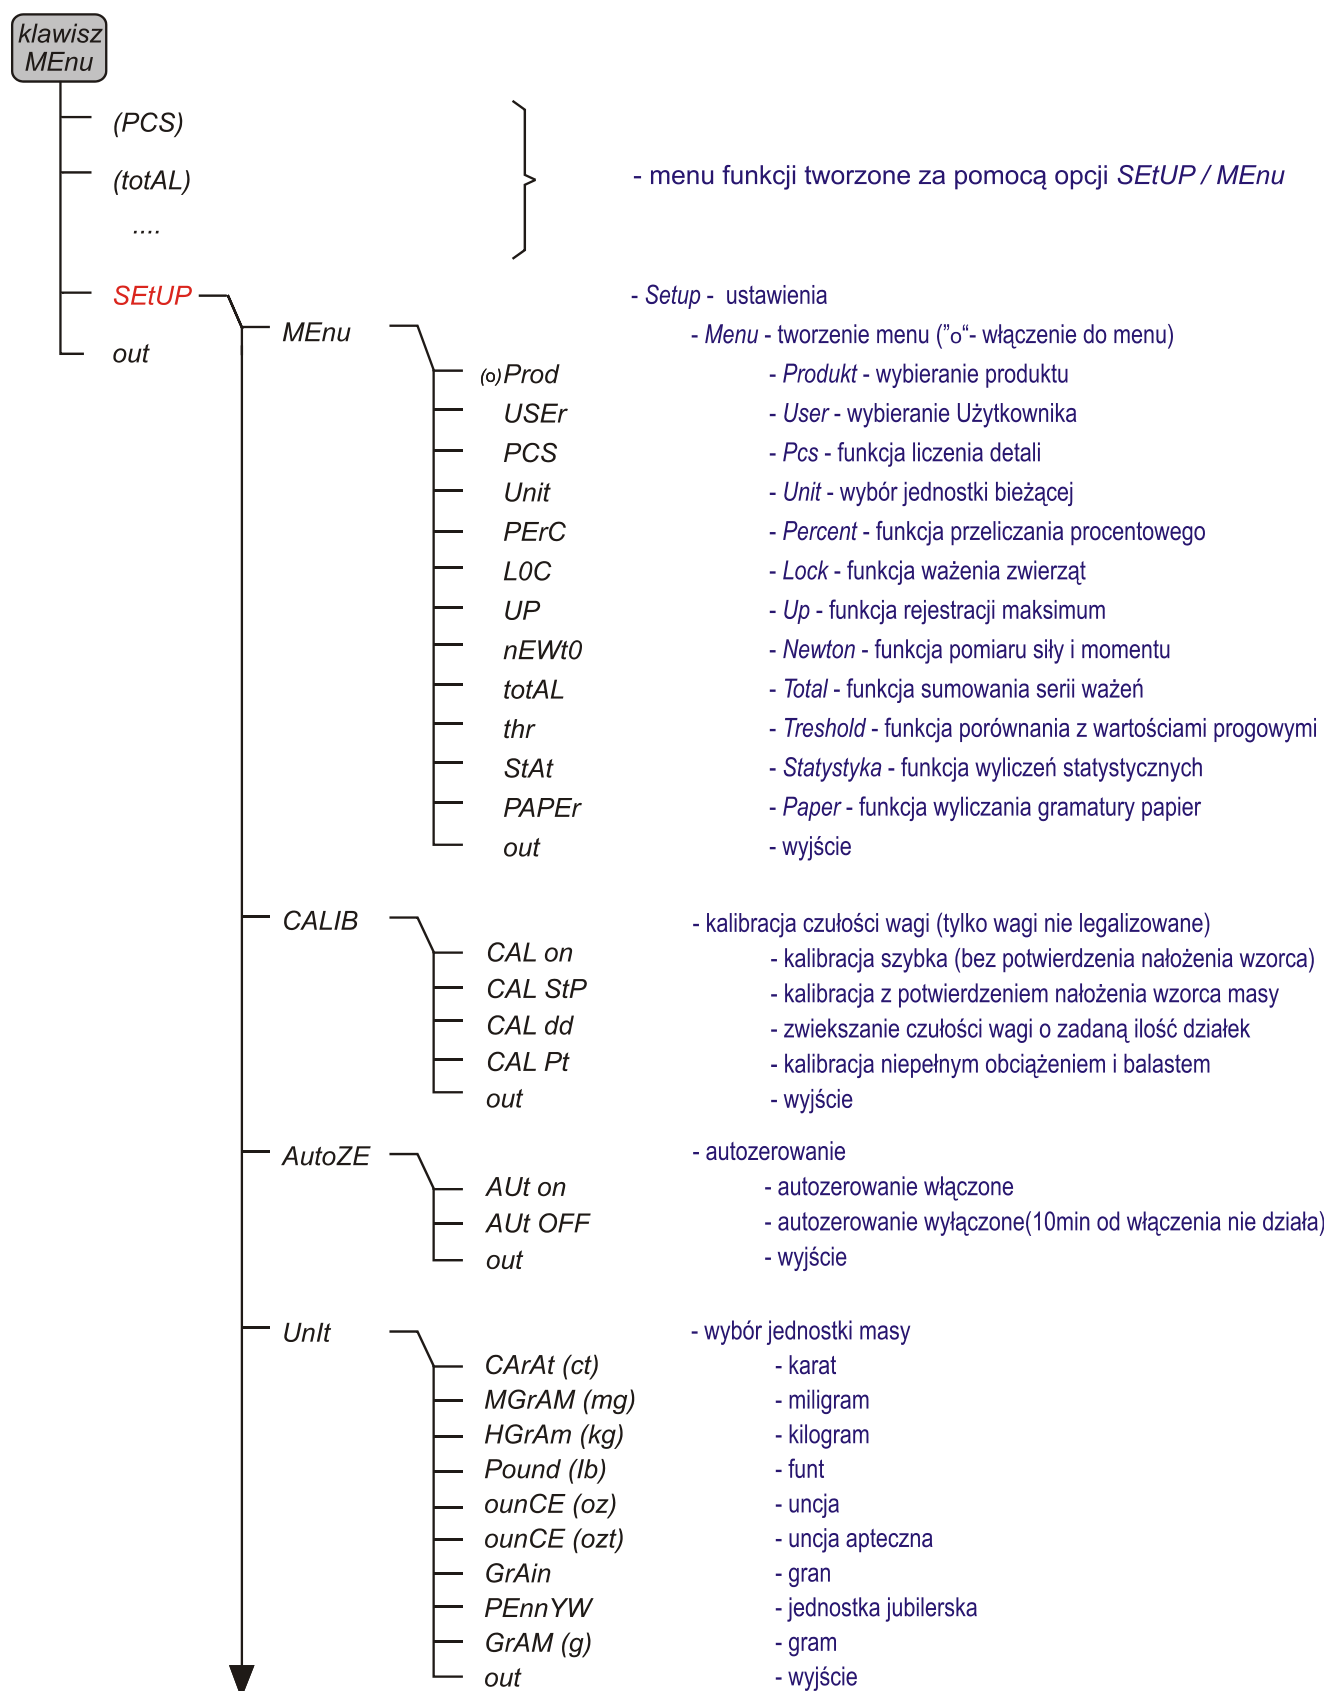 klawisz
MEnu
(PCS)
(totAL)
....
- menu funkcji tworzone za pomocą opcji SEtUP / MEnu
SEtUP - Setup - ustawienia
MEnu - Menu - tworzenie menu ("o"- włączenie do menu)
out
(o) Prod - Produkt - wybieranie produktu
USEr - User - wybieranie Użytkownika
PCS - Pcs - funkcja liczenia detali
Unit - Unit - wybór jednostki bieżącej
PErC - Percent - funkcja przeliczania procentowego
L0C - Lock - funkcja ważenia zwierząt
UP - Up - funkcja rejestracji maksimum
nEWt0 - Newton - funkcja pomiaru siły i momentu
totAL - Total - funkcja sumowania serii ważeń
thr - Treshold - funkcja porównania z wartościami progowymi
StAt - Statystyka - funkcja wyliczeń statystycznych
PAPEr - Paper - funkcja wyliczania gramatury papier
out - wyjście
CALIB - kalibracja czułości wagi (tylko wagi nie legalizowane)
CAL on - kalibracja szybka (bez potwierdzenia nałożenia wzorca)
CAL StP - kalibracja z potwierdzeniem nałożenia wzorca masy
CAL dd - zwiekszanie czułości wagi o zadaną ilość działek
CAL Pt - kalibracja niepełnym obciążeniem i balastem
out - wyjście
AutoZE - autozerowanie
AUt on - autozerowanie włączone
AUt OFF - autozerowanie wyłączone(10min od włączenia nie działa)
out - wyjście
UnIt - wybór jednostki masy
CArAt (ct) - karat
MGrAM (mg) - miligram
HGrAm (kg) - kilogram
Pound (lb) - funt
ounCE (oz) - uncja
ounCE (ozt) - uncja apteczna
GrAin - gran
PEnnYW - jednostka jubilerska
GrAM (g) - gram
out - wyjście